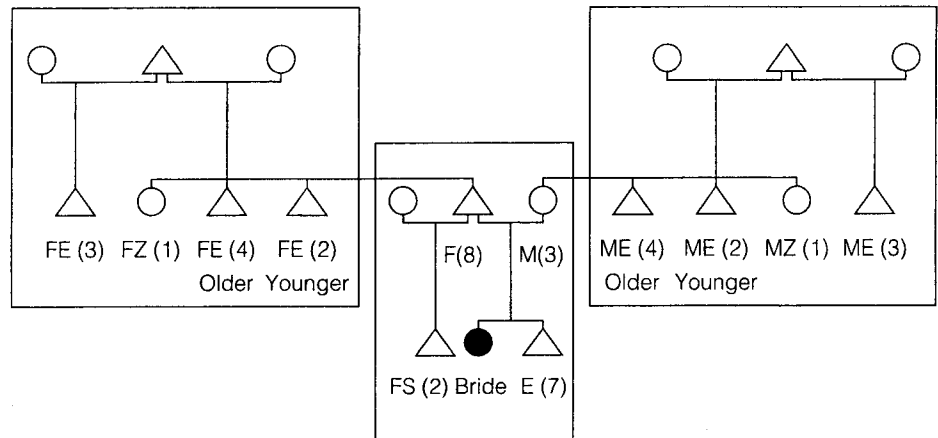 FE (3) FZ (1) FE (4) FE (2)
Older Younger
F(8) M(3)
ME (4) ME (2) MZ (1) ME (3)
Older Younger
FS (2) Bride E (7)